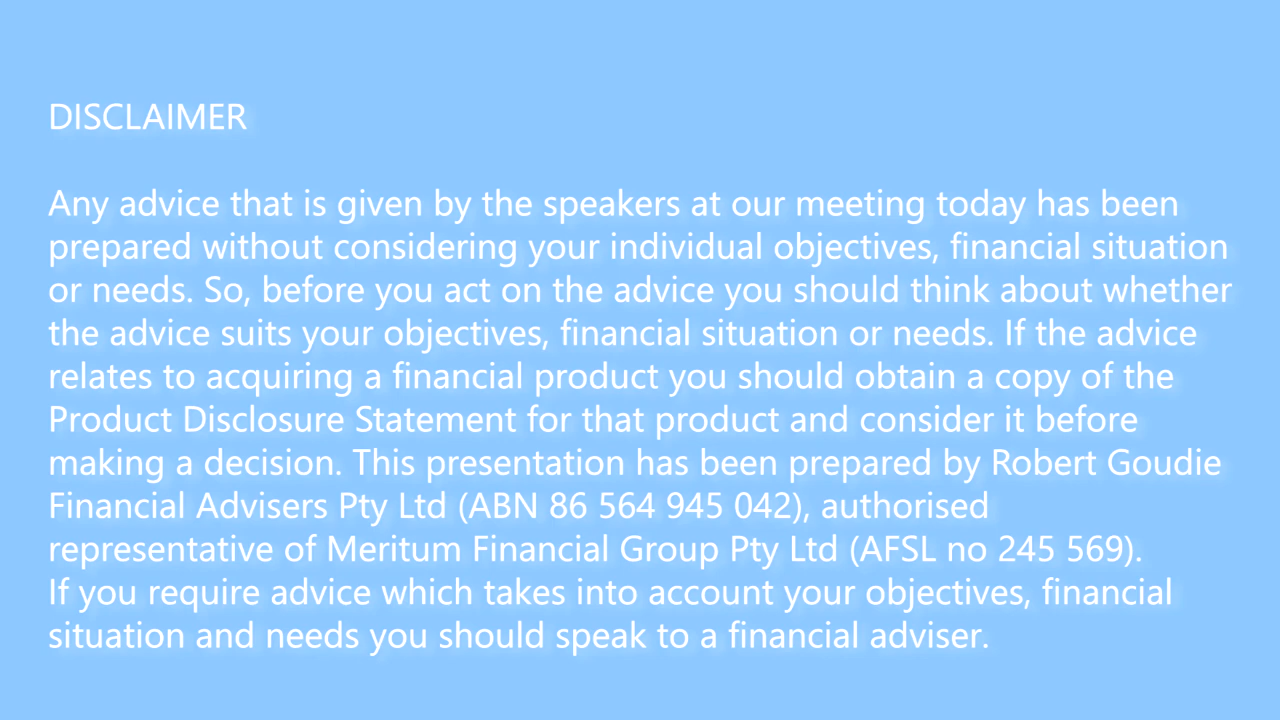 DISCLAIMER
Any advice that is given by the speakers at our meeting today has been
prepared without considering your individual objectives, financial situation
or needs. So, before you act on the advice you should think about whether
the advice suits your objectives, financial situation or needs. If the advice
relates to acquiring a financial product you should obtain a copy of the
Product Disclosure Statement for that product and consider it before
making a decision. This presentation has been prepared by Robert Goudie
Financial Advisers Pty Ltd (ABN 86 564 945 042), authorised
representative of Meritum Financial Group Pty Ltd (AFSL no 245 569).
If you require advice which takes into account your objectives, financial
situation and needs you should speak to a financial adviser.